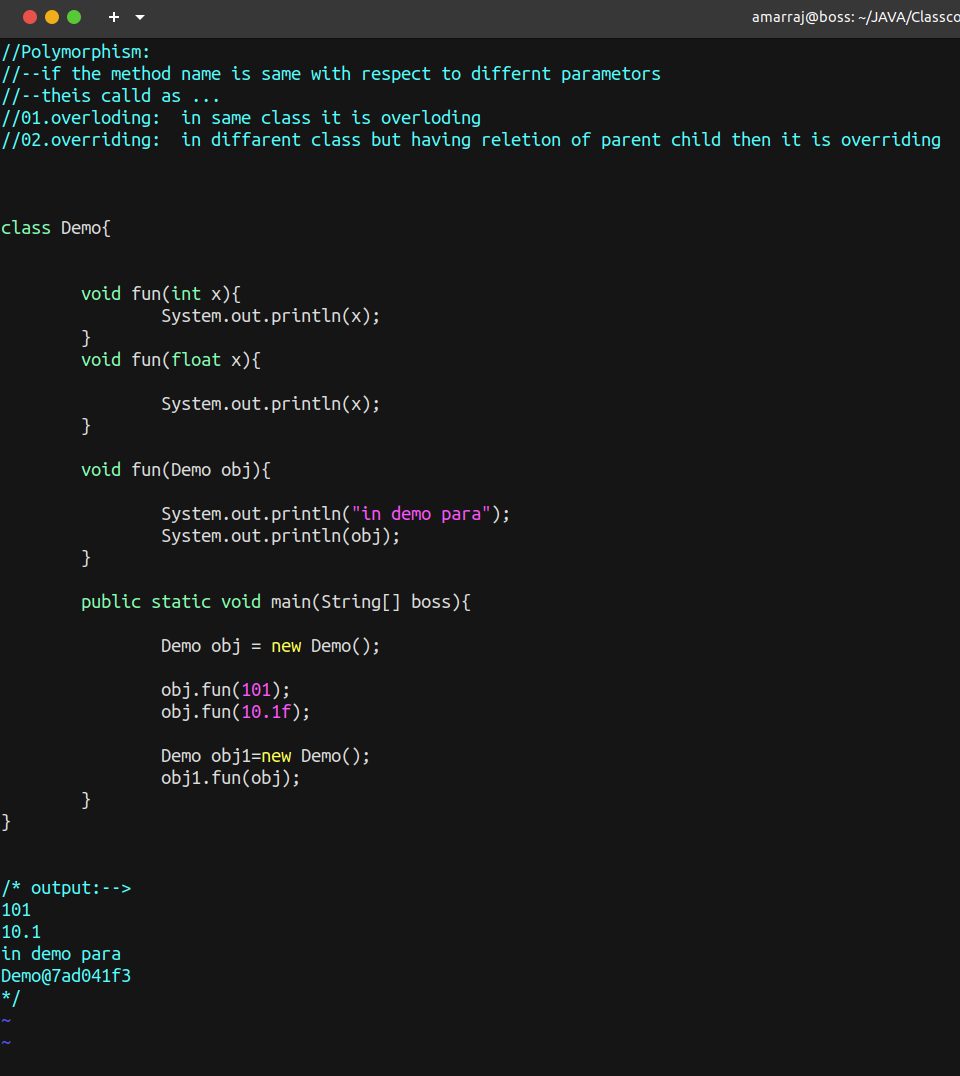 amarraj@boss: ~/JAVA/Classco
//Polymorphism:
//--if the method name is same with respect to differnt parametors
//--theis calld as ...
//01.overloding:  in same class it is overloding
//02.overriding:  in diffarent class but having reletion of parent child then it is overriding
class Demo{
void fun(int x){
System.out.println(x);
}
void fun(float x){
System.out.println(x);
}
void fun(Demo obj){
System.out.println("in demo para");
System.out.println(obj);
}
public static void main(String[] boss){
Demo obj = new Demo();
obj.fun(101);
obj.fun(10.1f);
Demo obj1=new Demo();
obj1.fun(obj);
}
}
/* output:-->
101
10.1
in demo para
Demo@7ad041f3
*/
~
~